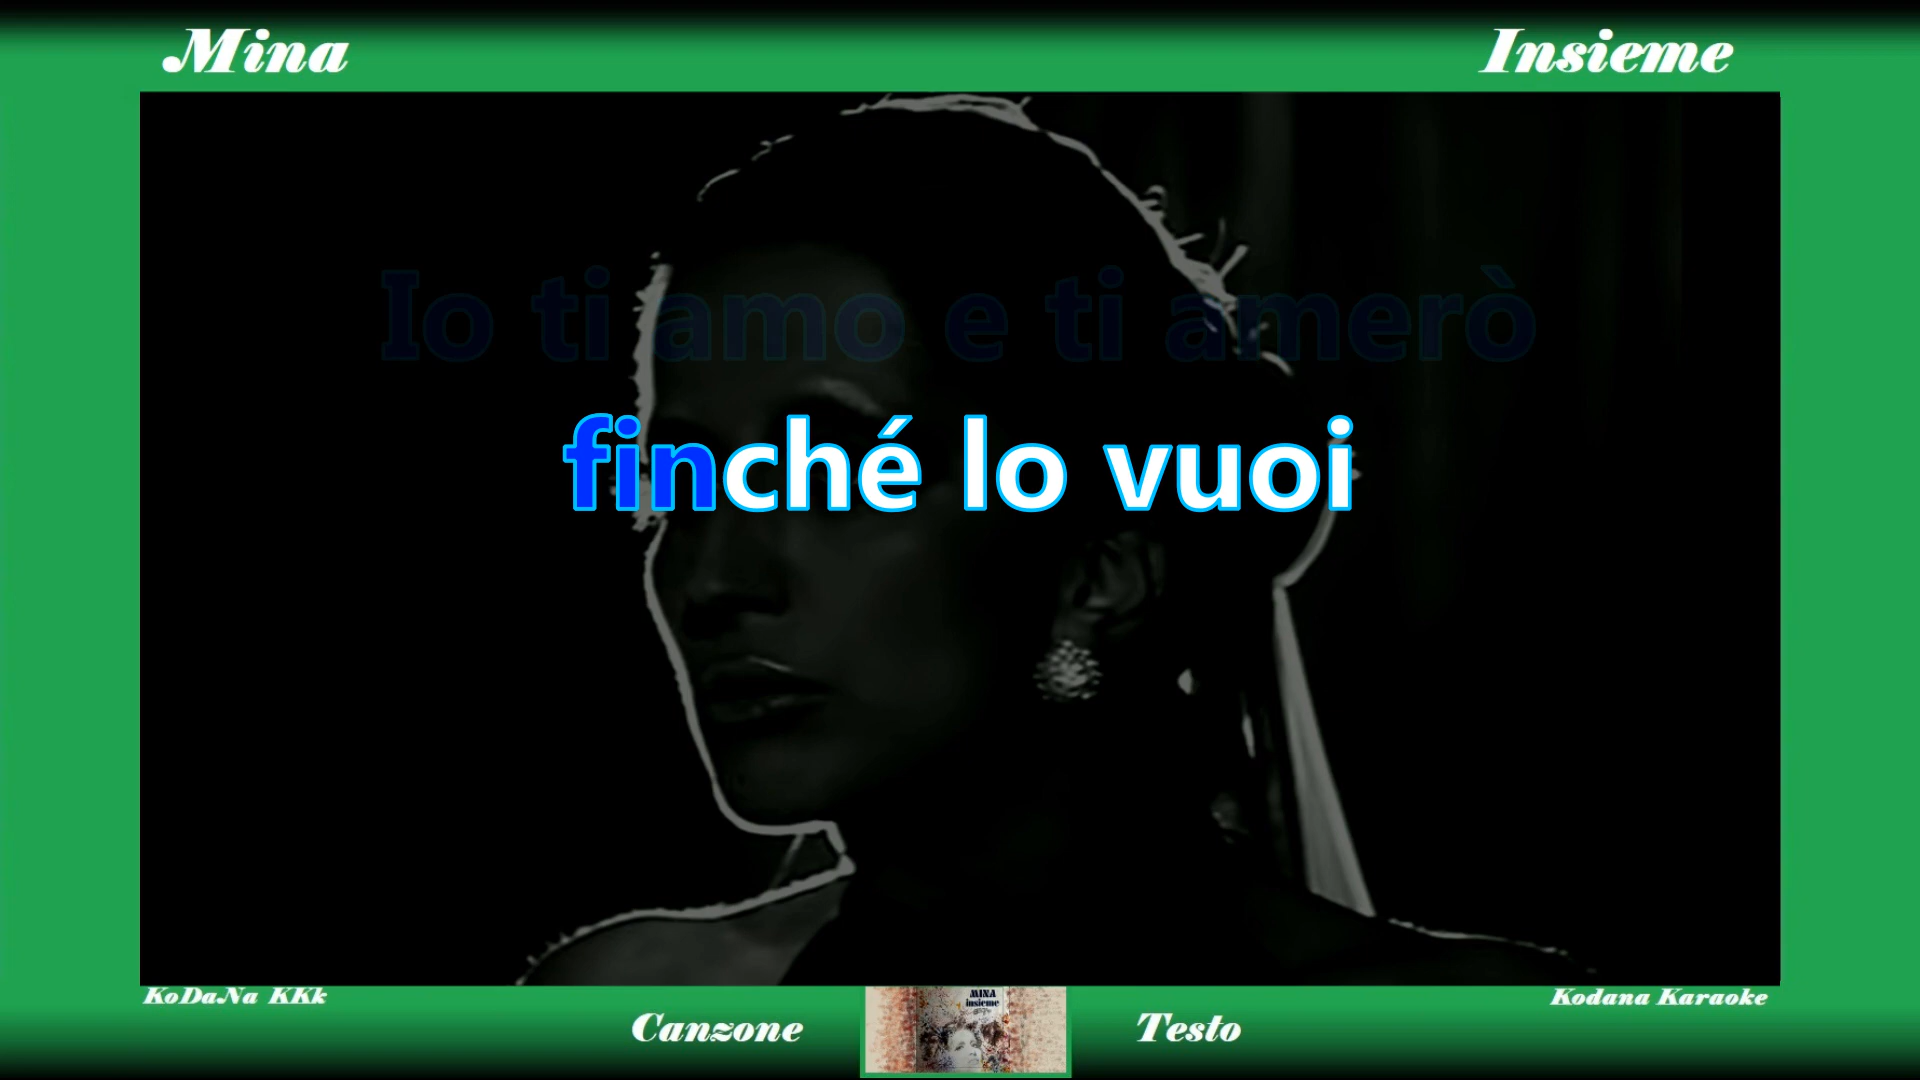 Mina
Insieme
Io ti amo e ti amerò
finché lo vuoi
KoDaNa KKk
Kodana Karaoke
Canzone
MINA
insieme
Testo